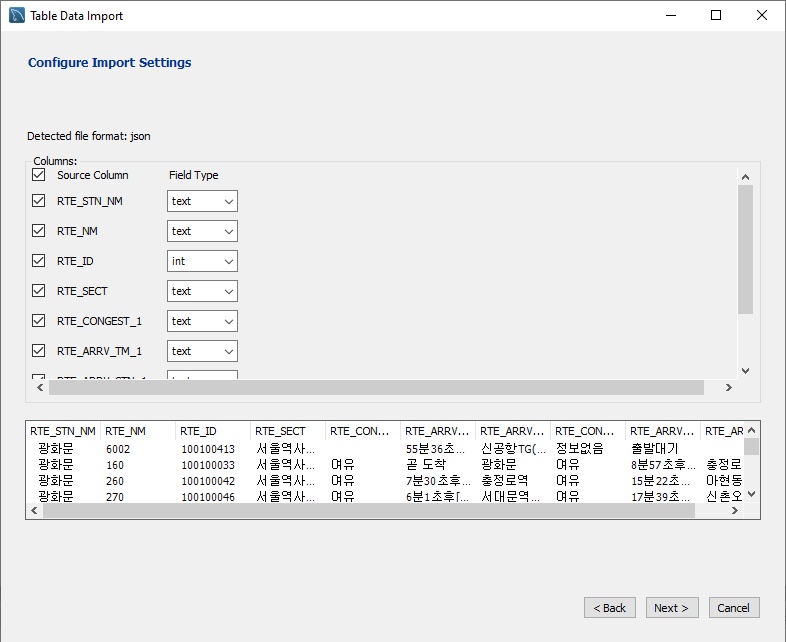 Table Data Import
Configure Import Settings
Detected file format: json
Columns:
Source Column Field Type
RTE_STN_NM text
RTE_NM text
RTE_ID int
RTE_SECT text
RTE_CONGEST_1 text
RTE_ARRV_TM_1 text
RTE_STN_NM RTE_NM RTE_ID RTE_SECT RTE_CON... RTE_ARRV... RTE_ARRV... RTE_CON... RTE_ARRV... RTE_AR
광화문 6002 100100413 서울역사... 55분36초... 신공항TG(... 정보없음 출발대기
광화문 160 100100033 서울역사... 여유 곧 도착 광화문 여유 8분57초후... 충정로
광화문 260 100100042 서울역사... 여유 7분30초후... 충정로역 여유 15분22초... 아현동
광화문 270 100100046 서울역사... 여유 6분1초후[... 서대문역... 여유 17분39초... 신촌오
< Back Next > Cancel